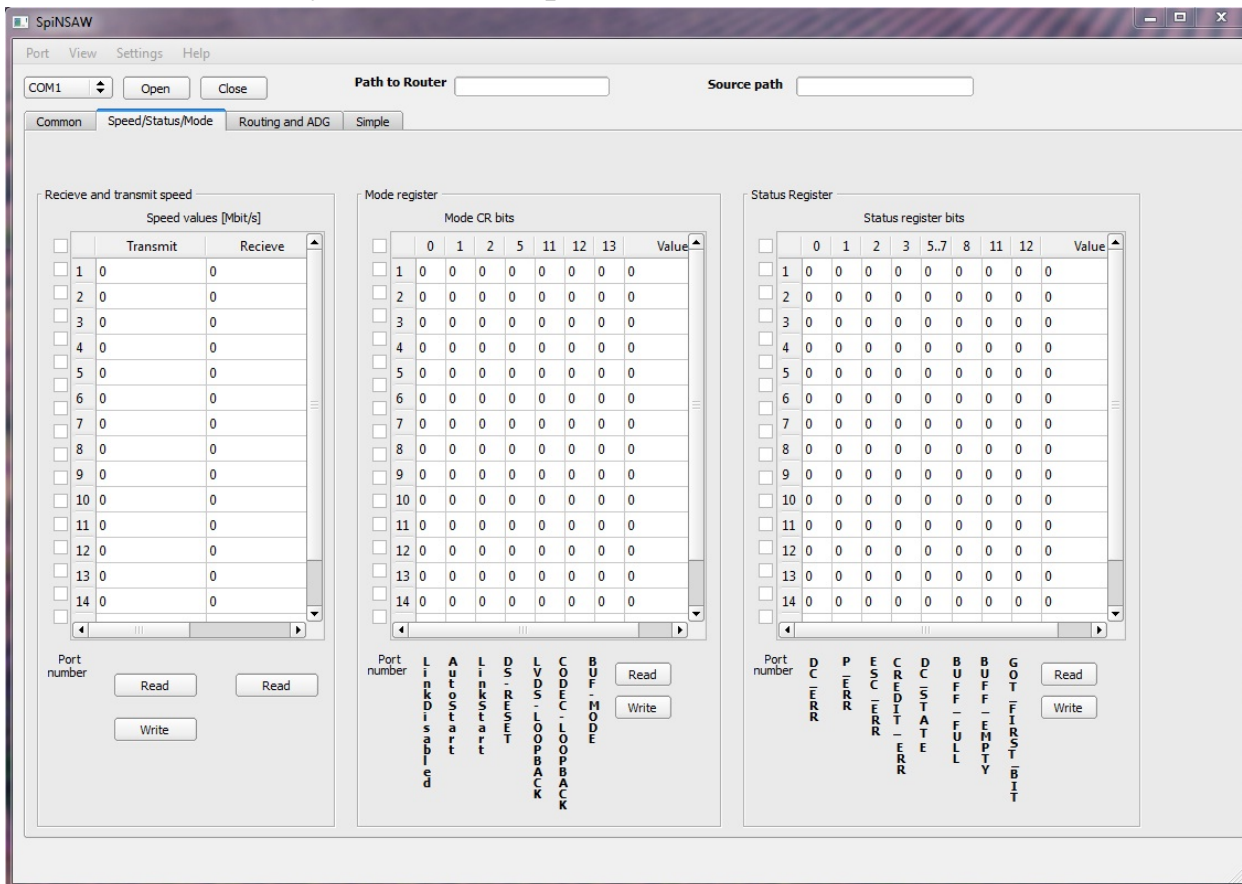 SpiNSAW
Port View Settings Help
COM1 Open Close Path to Router Source path
Common Speed/Status/Mode Routing and ADG Simple
Recieve and transmit speed Mode register Status Register
Speed values [Mbit/s] Mode CR bits Status register bits
Transmit Recieve 0 1 2 5 11 12 13 Value 0 1 2 3 5..7 8 11 12 Value
1 0 0 1 0 0 0 0 0 0 0 0 1 0 0 0 0 0 0 0 0 0
2 0 0 2 0 0 0 0 0 0 0 0 2 0 0 0 0 0 0 0 0 0
3 0 0 3 0 0 0 0 0 0 0 0 3 0 0 0 0 0 0 0 0 0
4 0 0 4 0 0 0 0 0 0 0 0 4 0 0 0 0 0 0 0 0 0
5 0 0 5 0 0 0 0 0 0 0 0 5 0 0 0 0 0 0 0 0 0
6 0 0 6 0 0 0 0 0 0 0 0 6 0 0 0 0 0 0 0 0 0
7 0 0 7 0 0 0 0 0 0 0 0 7 0 0 0 0 0 0 0 0 0
8 0 0 8 0 0 0 0 0 0 0 0 8 0 0 0 0 0 0 0 0 0
9 0 0 9 0 0 0 0 0 0 0 0 9 0 0 0 0 0 0 0 0 0
10 0 0 10 0 0 0 0 0 0 0 0 10 0 0 0 0 0 0 0 0 0
11 0 0 11 0 0 0 0 0 0 0 0 11 0 0 0 0 0 0 0 0 0
12 0 0 12 0 0 0 0 0 0 0 0 12 0 0 0 0 0 0 0 0 0
13 0 0 13 0 0 0 0 0 0 0 0 13 0 0 0 0 0 0 0 0 0
14 0 0 14 0 0 0 0 0 0 0 0 14 0 0 0 0 0 0 0 0 0
Port
number
Read Read
Write
Port
number
LinkDisabled
AutoStart
LinkStart
DS-RESET
LVDS-LOOPBACK
CODEC-LOOPBACK
BUF-MODE
Read
Write
Port
number
DC_ERR
P_ERR
ESC_ERR
CREDIT_ERR
DC_STATE
BUFF_FULL
BUFF_EMPTY
GOT_FIRST_BIT
Read
Write